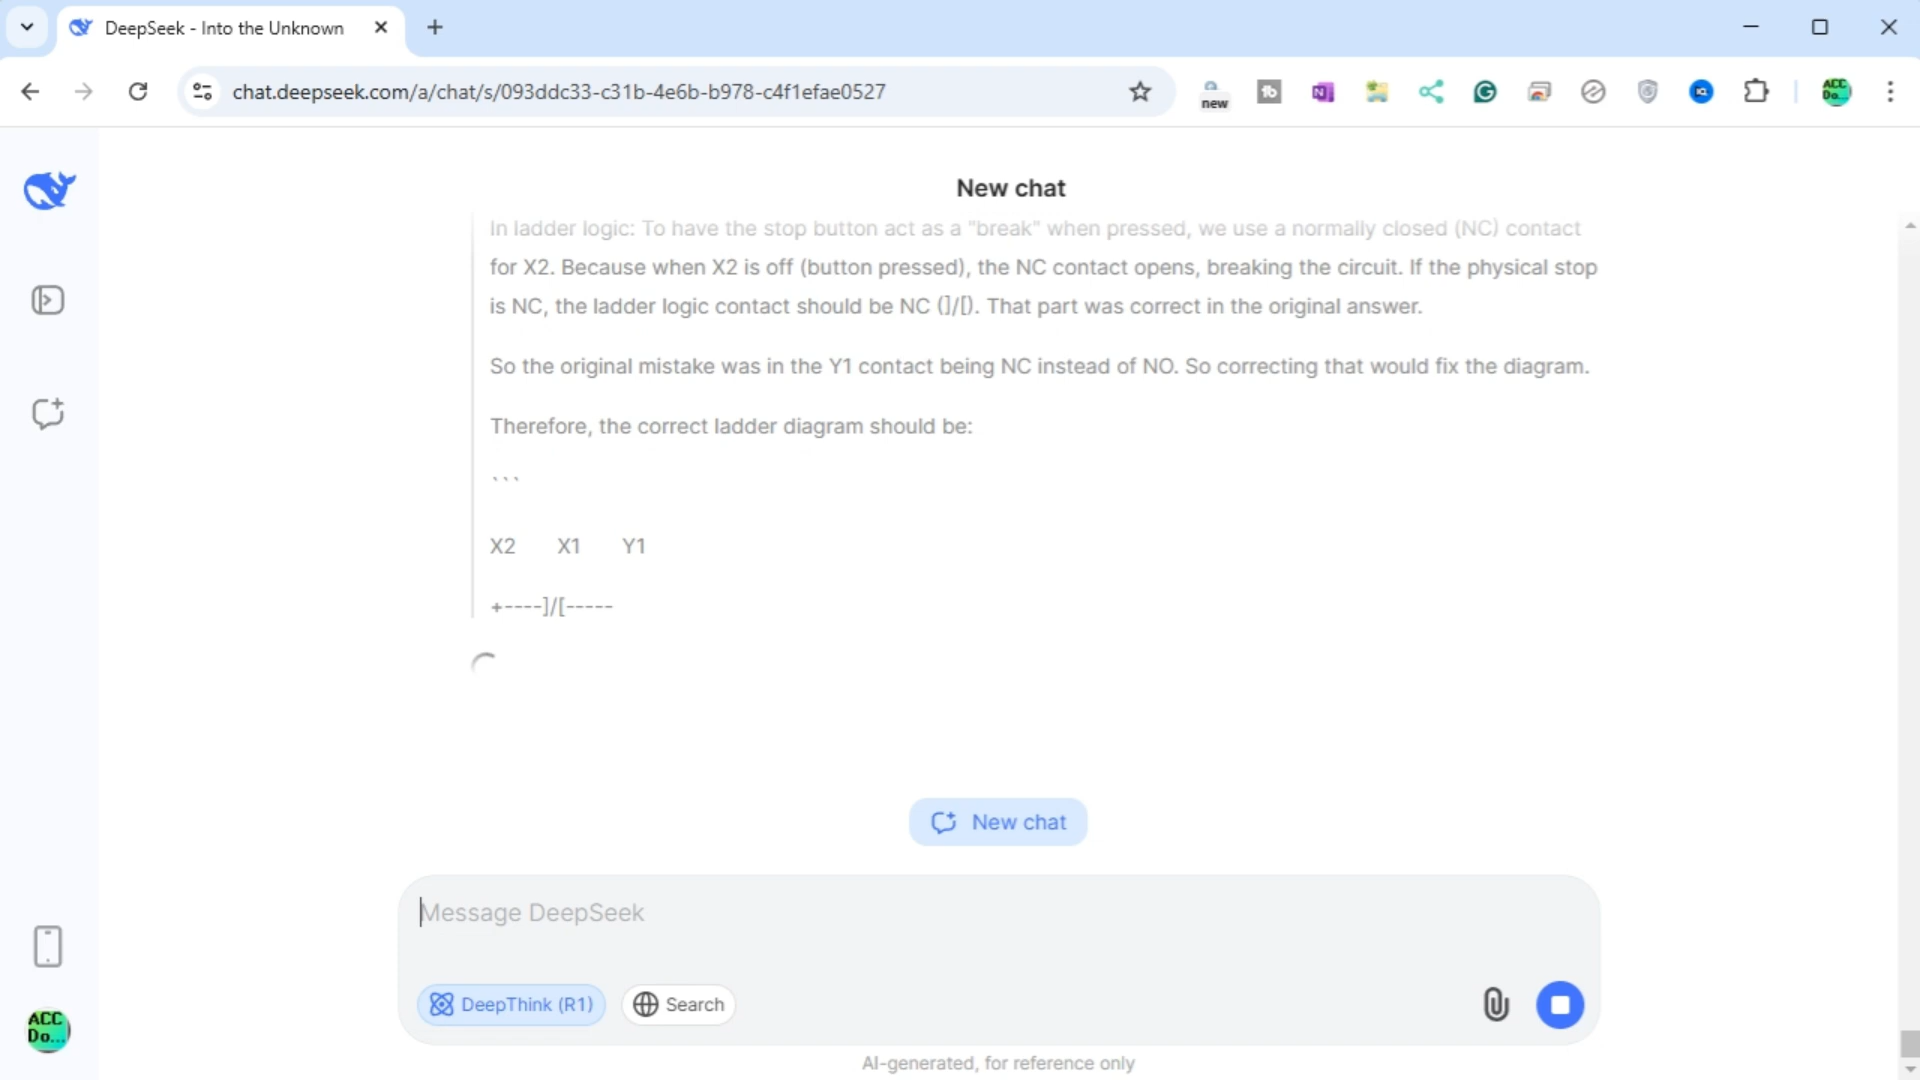 DeepSeek - Into the Unknown
chat.deepseek.com/a/chat/s/093ddc33-c31b-4e6b-b978-c4f1efae0527
new
ACC
Do...
New chat
In ladder logic: To have the stop button act as a "break" when pressed, we use a normally closed (NC) contact
for X2. Because when X2 is off (button pressed), the NC contact opens, breaking the circuit. If the physical stop
is NC, the ladder logic contact should be NC (]/[). That part was correct in the original answer.
So the original mistake was in the Y1 contact being NC instead of NO. So correcting that would fix the diagram.
Therefore, the correct ladder diagram should be:
```
X2 X1 Y1
+----]/[-----
New chat
Message DeepSeek
DeepThink (R1)
Search
ACC
Do...
AI-generated, for reference only